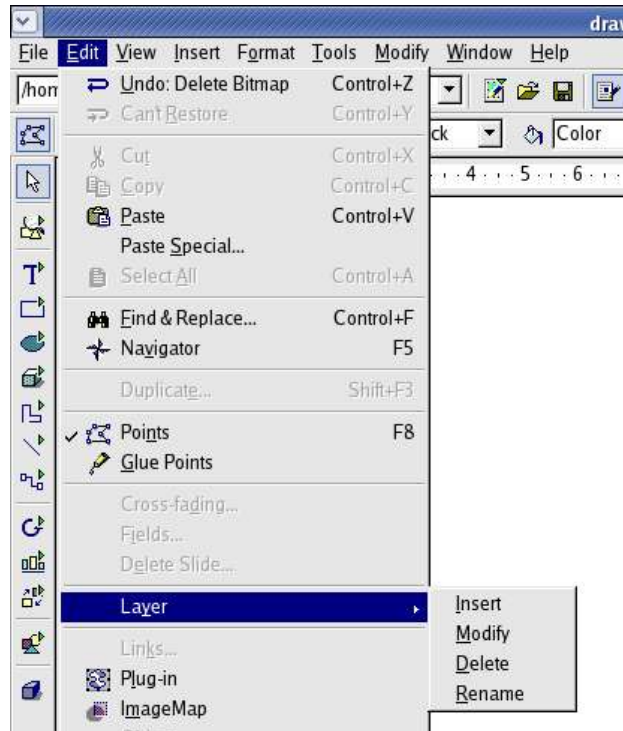 draw
File Edit View Insert Format Tools Modify Window Help
/hom
Undo: Delete Bitmap Control+Z
Can't Restore Control+Y
ck Color
Cut Control+X
4 5 6
Copy Control+C
Paste Control+V
Paste Special...
Select All Control+A
Find & Replace... Control+F
Navigator F5
Duplicate... Shift+F3
Points F8
Glue Points
Cross-fading...
Fields...
Delete Slide...
Layer
Insert
Modify
Delete
Rename
Links...
Plug-in
ImageMap